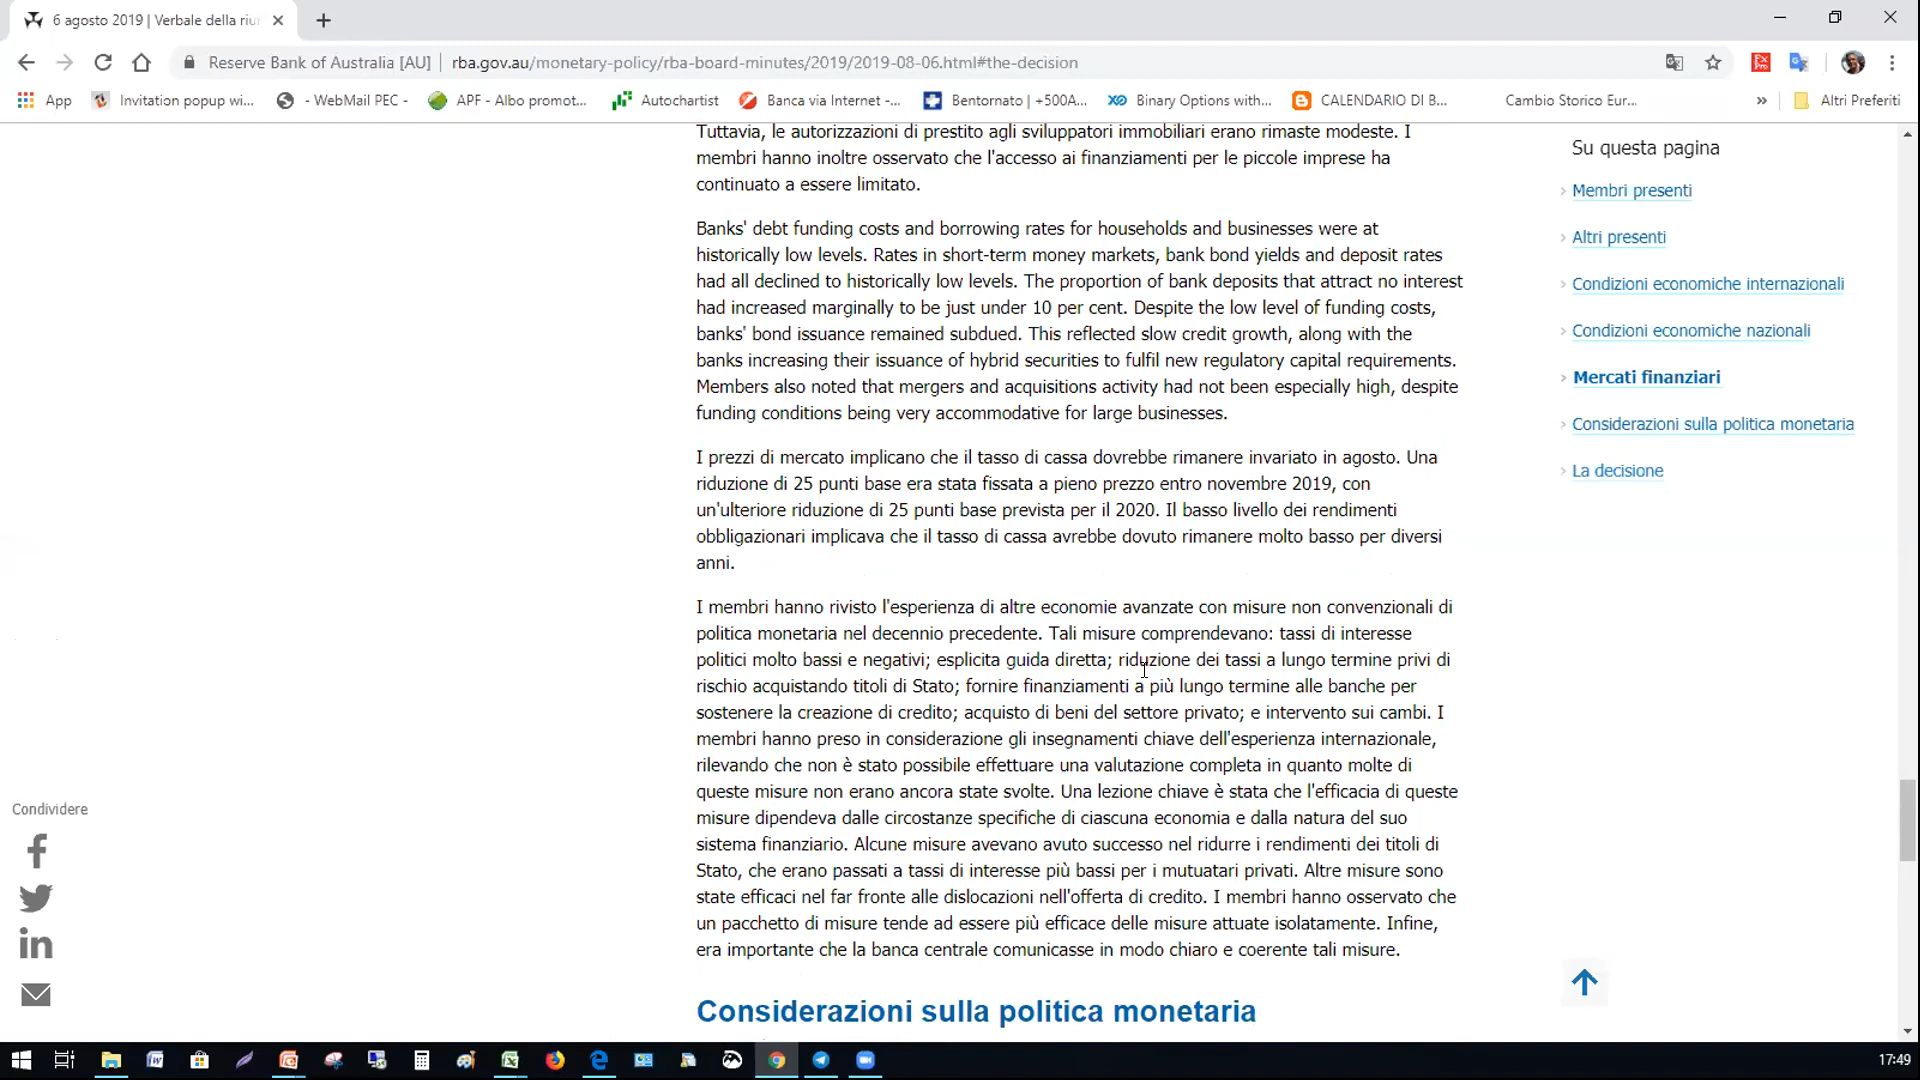 6 agosto 2019 | Verbale della riun
Reserve Bank of Australia [AU] | rba.gov.au/monetary-policy/rba-board-minutes/2019/2019-08-06.html#the-decision
App
Invitation popup wi...
- WebMail PEC -
APF - Albo promot...
Autochartist
Banca via Internet -...
Bentornato | +500A...
Binary Options with...
CALENDARIO DI B...
Cambio Storico Eur...
»
Altri Preferiti
Tuttavia, le autorizzazioni di prestito agli sviluppatori immobiliari erano rimaste modeste. I
membri hanno inoltre osservato che l'accesso ai finanziamenti per le piccole imprese ha
continuato a essere limitato.
Banks' debt funding costs and borrowing rates for households and businesses were at
historically low levels. Rates in short-term money markets, bank bond yields and deposit rates
had all declined to historically low levels. The proportion of bank deposits that attract no interest
had increased marginally to be just under 10 per cent. Despite the low level of funding costs,
banks' bond issuance remained subdued. This reflected slow credit growth, along with the
banks increasing their issuance of hybrid securities to fulfil new regulatory capital requirements.
Members also noted that mergers and acquisitions activity had not been especially high, despite
funding conditions being very accommodative for large businesses.
I prezzi di mercato implicano che il tasso di cassa dovrebbe rimanere invariato in agosto. Una
riduzione di 25 punti base era stata fissata a pieno prezzo entro novembre 2019, con
un'ulteriore riduzione di 25 punti base prevista per il 2020. Il basso livello dei rendimenti
obbligazionari implicava che il tasso di cassa avrebbe dovuto rimanere molto basso per diversi
anni.
I membri hanno rivisto l'esperienza di altre economie avanzate con misure non convenzionali di
politica monetaria nel decennio precedente. Tali misure comprendevano: tassi di interesse
politici molto bassi e negativi; esplicita guida diretta; riduzione dei tassi a lungo termine privi di
rischio acquistando titoli di Stato; fornire finanziamenti a più lungo termine alle banche per
sostenere la creazione di credito; acquisto di beni del settore privato; e intervento sui cambi. I
membri hanno preso in considerazione gli insegnamenti chiave dell'esperienza internazionale,
rilevando che non è stato possibile effettuare una valutazione completa in quanto molte di
queste misure non erano ancora state svolte. Una lezione chiave è stata che l'efficacia di queste
misure dipendeva dalle circostanze specifiche di ciascuna economia e dalla natura del suo
sistema finanziario. Alcune misure avevano avuto successo nel ridurre i rendimenti dei titoli di
Stato, che erano passati a tassi di interesse più bassi per i mutuatari privati. Altre misure sono
state efficaci nel far fronte alle dislocazioni nell'offerta di credito. I membri hanno osservato che
un pacchetto di misure tende ad essere più efficace delle misure attuate isolatamente. Infine,
era importante che la banca centrale comunicasse in modo chiaro e coerente tali misure.
Considerazioni sulla politica monetaria
Su questa pagina
Membri presenti
Altri presenti
Condizioni economiche internazionali
Condizioni economiche nazionali
Mercati finanziari
Considerazioni sulla politica monetaria
La decisione
Condividere
17:49